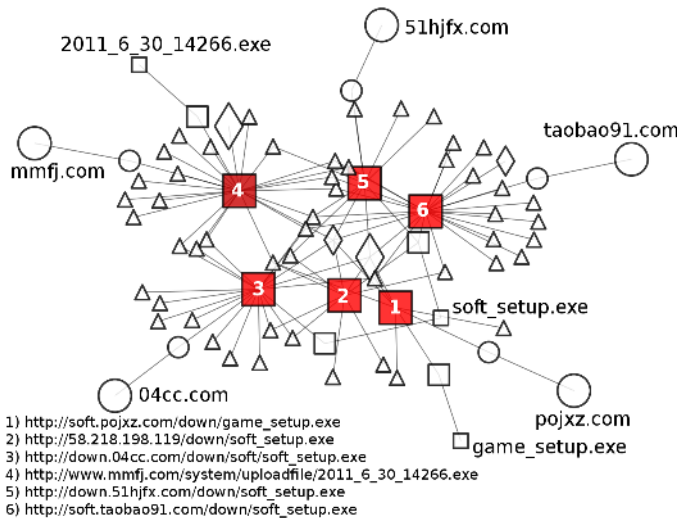 51hjfx.com
2011_6_30_14266.exe
taobao91.com
mmfj.com
4
5
6
3
2
1
soft_setup.exe
04cc.com
pojxz.com
game_setup.exe
1) http://soft.pojxz.com/down/game_setup.exe
2) http://58.218.198.119/down/soft_setup.exe
3) http://down.04cc.com/down/soft/soft_setup.exe
4) http://www.mmfj.com/system/uploadfile/2011_6_30_14266.exe
5) http://down.51hjfx.com/down/soft_setup.exe
6) http://soft.taobao91.com/down/soft_setup.exe